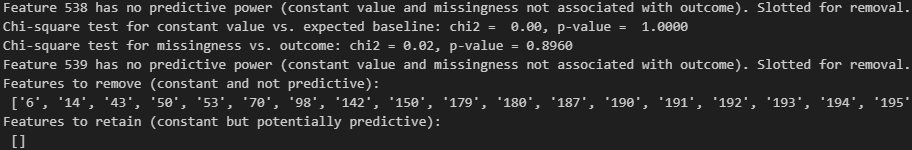 Feature 538 has no predictive power (constant value and missingness not associated with outcome). Slotted for removal.
Chi-square test for constant value vs. expected baseline: chi2 =  0.00, p-value =  1.0000
Chi-square test for missingness vs. outcome: chi2 = 0.02, p-value = 0.8960
Feature 539 has no predictive power (constant value and missingness not associated with outcome). Slotted for removal.
Features to remove (constant and not predictive):
 ['6', '14', '43', '50', '53', '70', '98', '142', '150', '179', '180', '187', '190', '191', '192', '193', '194', '195'
Features to retain (constant but potentially predictive):
 []